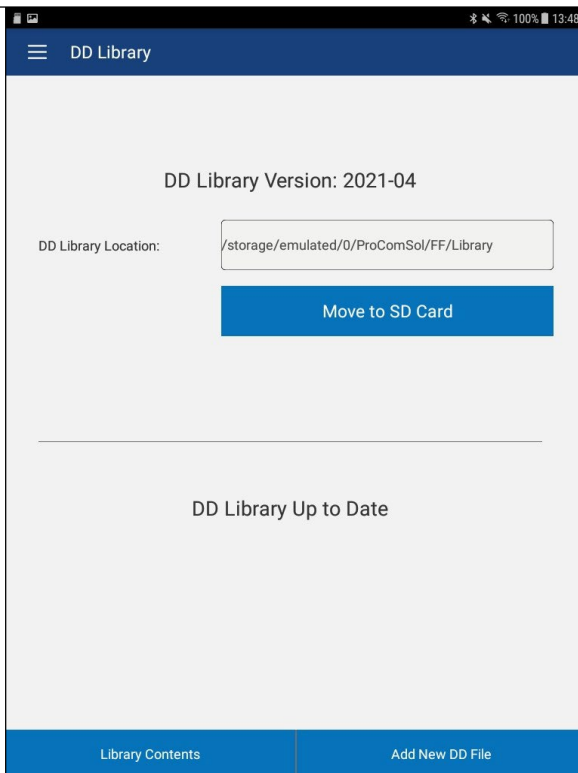 100% 13:48
DD Library
DD Library Version: 2021-04
DD Library Location:
/storage/emulated/0/ProComSol/FF/Library
Move to SD Card
DD Library Up to Date
Library Contents
Add New DD File